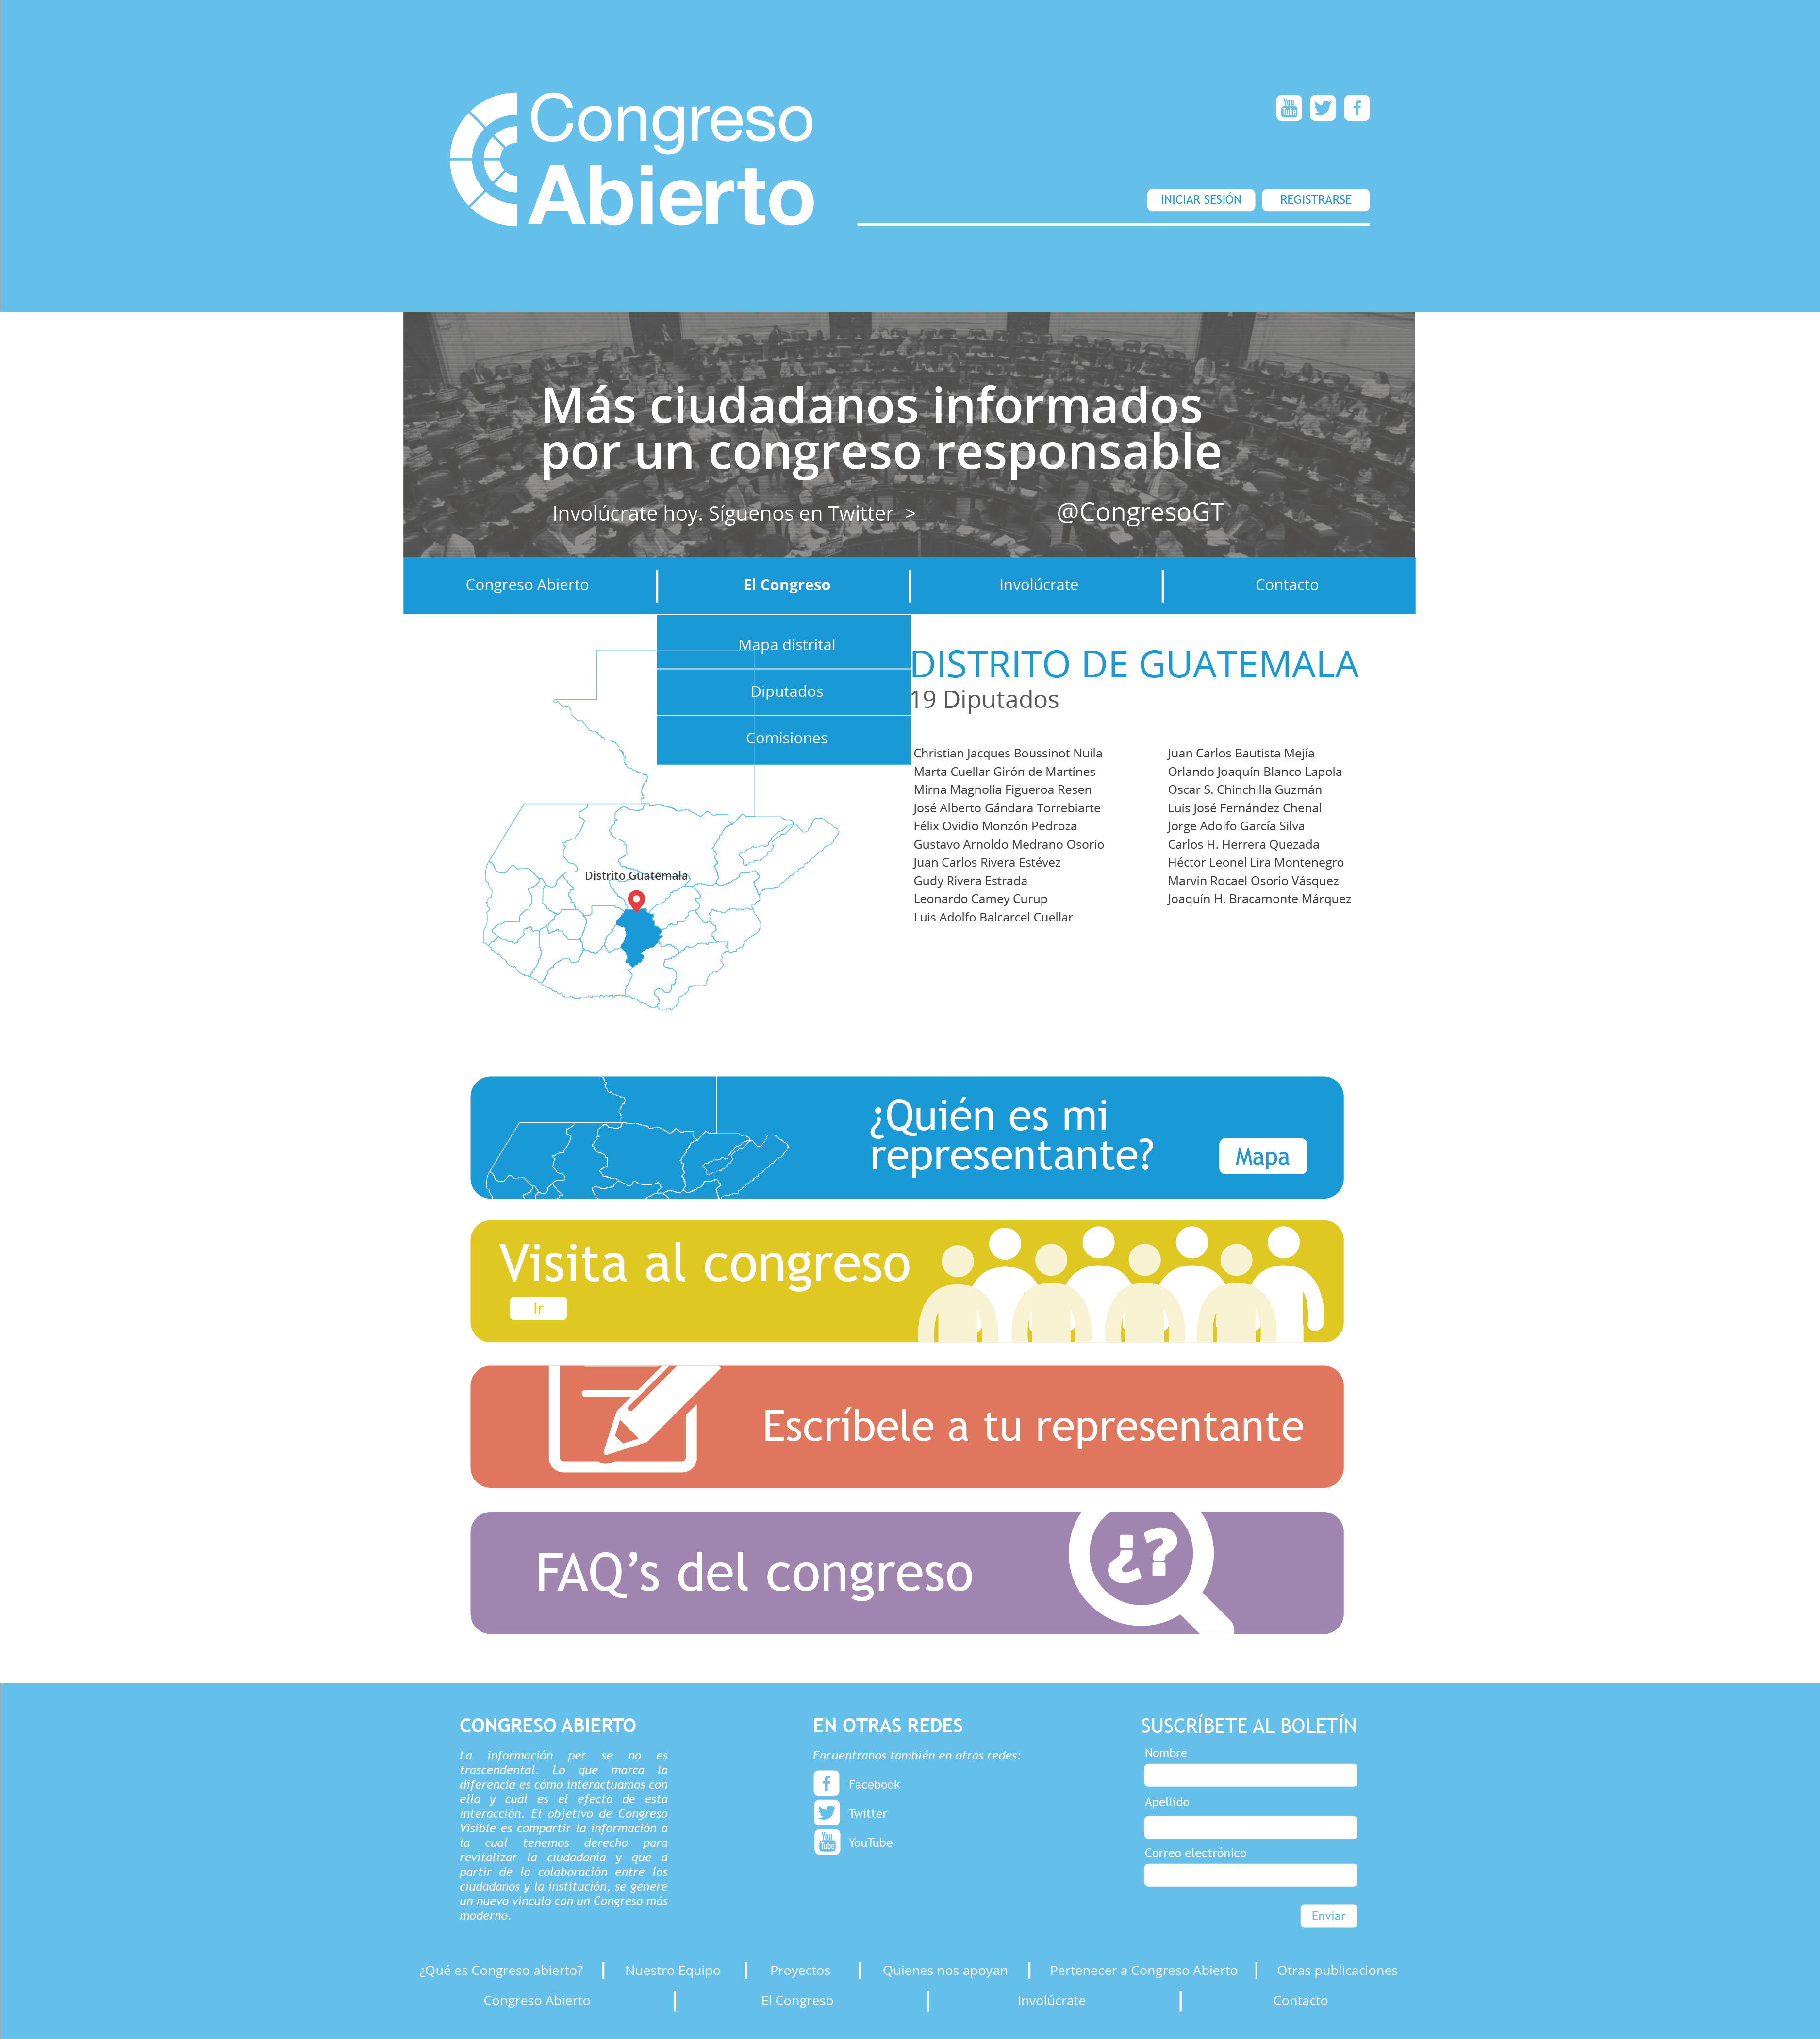 Congreso
Abierto
You
Tube
INICIAR SESIÓN
REGISTRARSE
Más ciudadanos informados
por un congreso responsable
Involúcrate hoy. Síguenos en Twitter >
@CongresoGT
Congreso Abierto
El Congreso
Involúcrate
Contacto
Mapa distrital
Diputados
Comisiones
Distrito Guatemala
DISTRITO DE GUATEMALA
19 Diputados
Christian Jacques Boussinot Nuila
Marta Cuellar Girón de Martínes
Mirna Magnolia Figueroa Resen
José Alberto Gándara Torrebiarte
Félix Ovidio Monzón Pedroza
Gustavo Arnoldo Medrano Osorio
Juan Carlos Rivera Estévez
Gudy Rivera Estrada
Leonardo Camey Curup
Luis Adolfo Balcarcel Cuellar
Juan Carlos Bautista Mejía
Orlando Joaquín Blanco Lapola
Oscar S. Chinchilla Guzmán
Luis José Fernández Chenal
Jorge Adolfo García Silva
Carlos H. Herrera Quezada
Héctor Leonel Lira Montenegro
Marvin Rocael Osorio Vásquez
Joaquín H. Bracamonte Márquez
¿Quién es mi
representante?
Mapa
Visita al congreso
Ir
Escríbele a tu representante
FAQ’s del congreso
¿?
CONGRESO ABIERTO
La información per se no es
trascendental. Lo que marca la
diferencia es cómo interactuamos con
ella y cuál es el efecto de esta
interacción. El objetivo de Congreso
Visible es compartir la información a
la cual tenemos derecho para
revitalizar la ciudadanía y que a
partir de la colaboración entre los
ciudadanos y la institución, se genere
un nuevo vínculo con un Congreso más
moderno.
EN OTRAS REDES
Encuentranos también en otras redes:
Facebook
Twitter
You
Tube
YouTube
SUSCRÍBETE AL BOLETÍN
Nombre
Apellido
Correo electrónico
Enviar
¿Qué es Congreso abierto?
Nuestro Equipo
Proyectos
Quienes nos apoyan
Pertenecer a Congreso Abierto
Otras publicaciones
Congreso Abierto
El Congreso
Involúcrate
Contacto